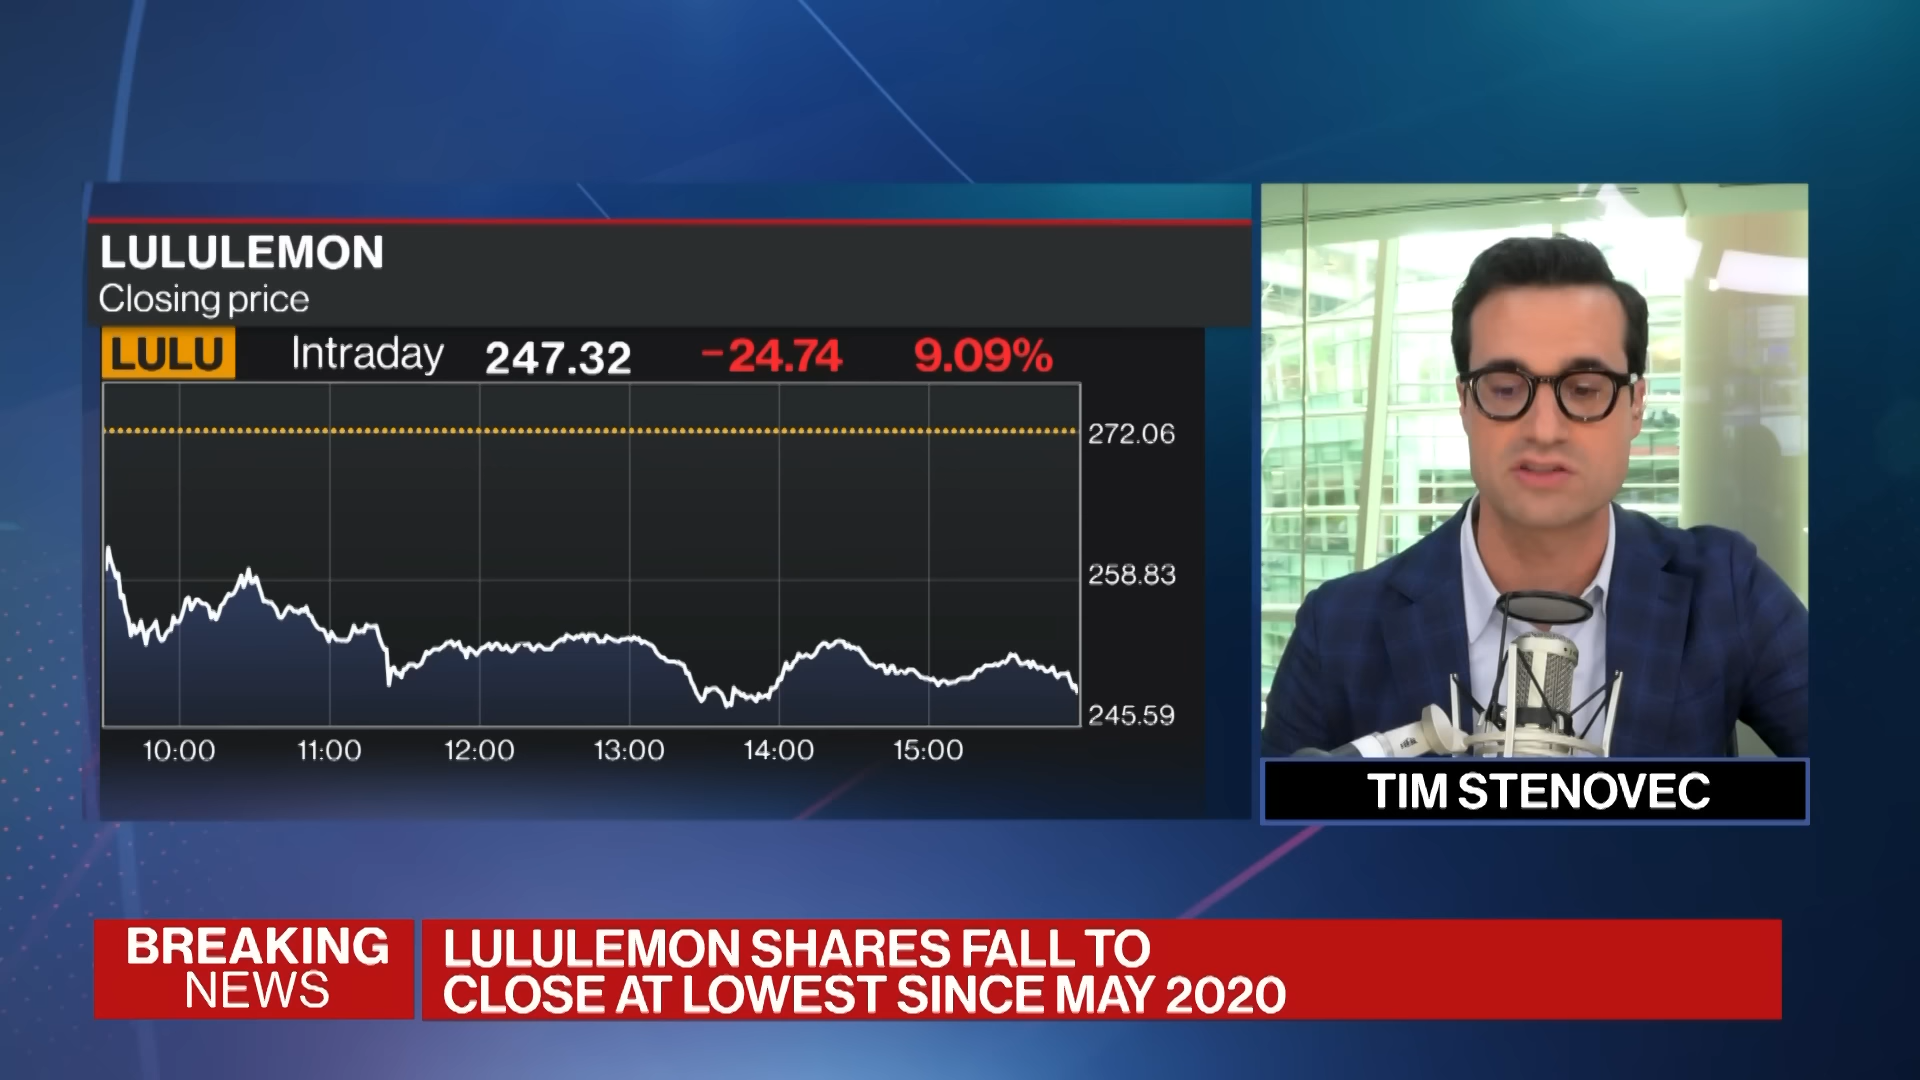 LULULEMON
Closing price
LULU Intraday 247.32 -24.74 9.09%
272.06
258.83
245.59
10:00 11:00 12:00 13:00 14:00 15:00
TIM STENOVEC
BREAKING
NEWS
LULULEMON SHARES FALL TO
CLOSE AT LOWEST SINCE MAY 2020